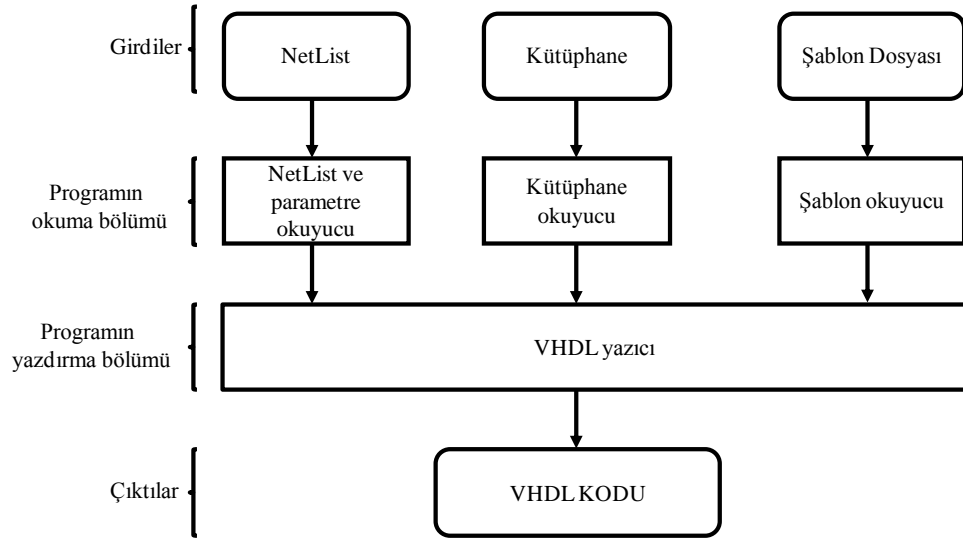 Girdiler
NetList
Kütüphane
Şablon Dosyası
Programın
okuma bölümü
NetList ve
parametre
okuyucu
Kütüphane
okuyucu
Şablon okuyucu
Programın
yazdırma bölümü
VHDL yazıcı
Çıktılar
VHDL KODU